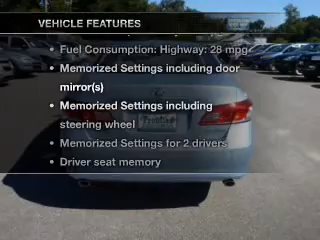 VEHICLE FEATURES
• Fuel Consumption: Highway: 28 mpg
• Memorized Settings including door
mirror(s)
• Memorized Settings including
steering wheel
• Memorized Settings for 2 drivers
• Driver seat memory